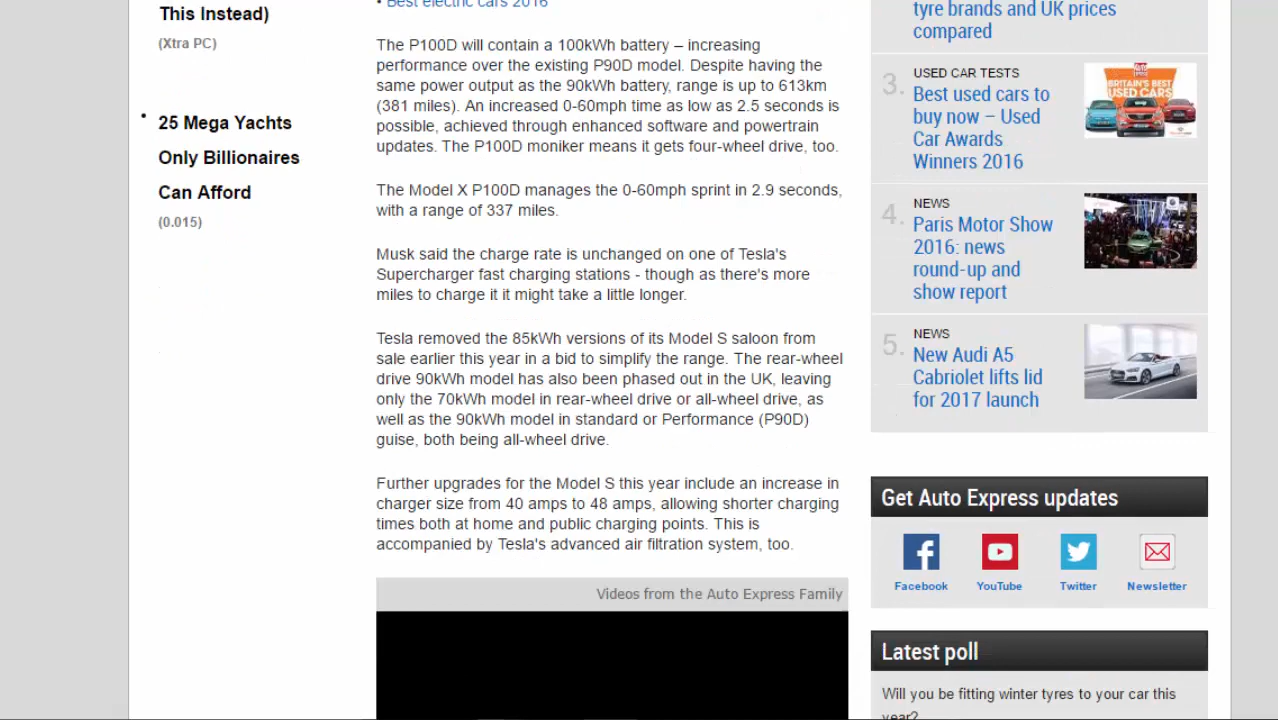 This Instead)
(Xtra PC)
25 Mega Yachts
Only Billionaires
Can Afford
(0.015)
• Best electric cars 2016
The P100D will contain a 100kWh battery – increasing
performance over the existing P90D model. Despite having the
same power output as the 90kWh battery, range is up to 613km
(381 miles). An increased 0-60mph time as low as 2.5 seconds is
possible, achieved through enhanced software and powertrain
updates. The P100D moniker means it gets four-wheel drive, too.
The Model X P100D manages the 0-60mph sprint in 2.9 seconds,
with a range of 337 miles.
Musk said the charge rate is unchanged on one of Tesla's
Supercharger fast charging stations - though as there's more
miles to charge it it might take a little longer.
Tesla removed the 85kWh versions of its Model S saloon from
sale earlier this year in a bid to simplify the range. The rear-wheel
drive 90kWh model has also been phased out in the UK, leaving
only the 70kWh model in rear-wheel drive or all-wheel drive, as
well as the 90kWh model in standard or Performance (P90D)
guise, both being all-wheel drive.
Further upgrades for the Model S this year include an increase in
charger size from 40 amps to 48 amps, allowing shorter charging
times both at home and public charging points. This is
accompanied by Tesla's advanced air filtration system, too.
Videos from the Auto Express Family
tyre brands and UK prices
compared
3.
USED CAR TESTS
Best used cars to
buy now – Used
Car Awards
Winners 2016
BRITAIN'S BEST
USED CARS
4.
NEWS
Paris Motor Show
2016: news
round-up and
show report
5.
NEWS
New Audi A5
Cabriolet lifts lid
for 2017 launch
Get Auto Express updates
Facebook
YouTube
Twitter
Newsletter
Latest poll
Will you be fitting winter tyres to your car this
year?